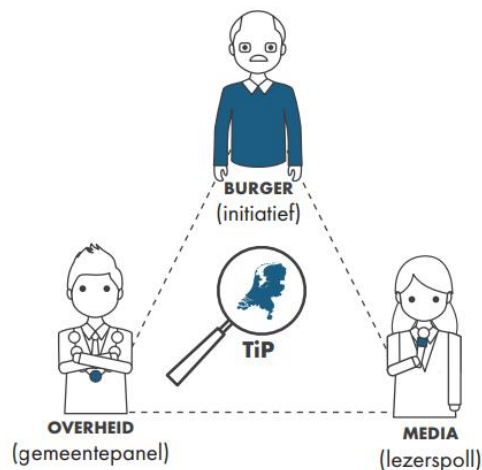 BURGER
(initiatief)
TiP
OVERHEID
(gemeentepanel)
MEDIA
(lezerspoll)